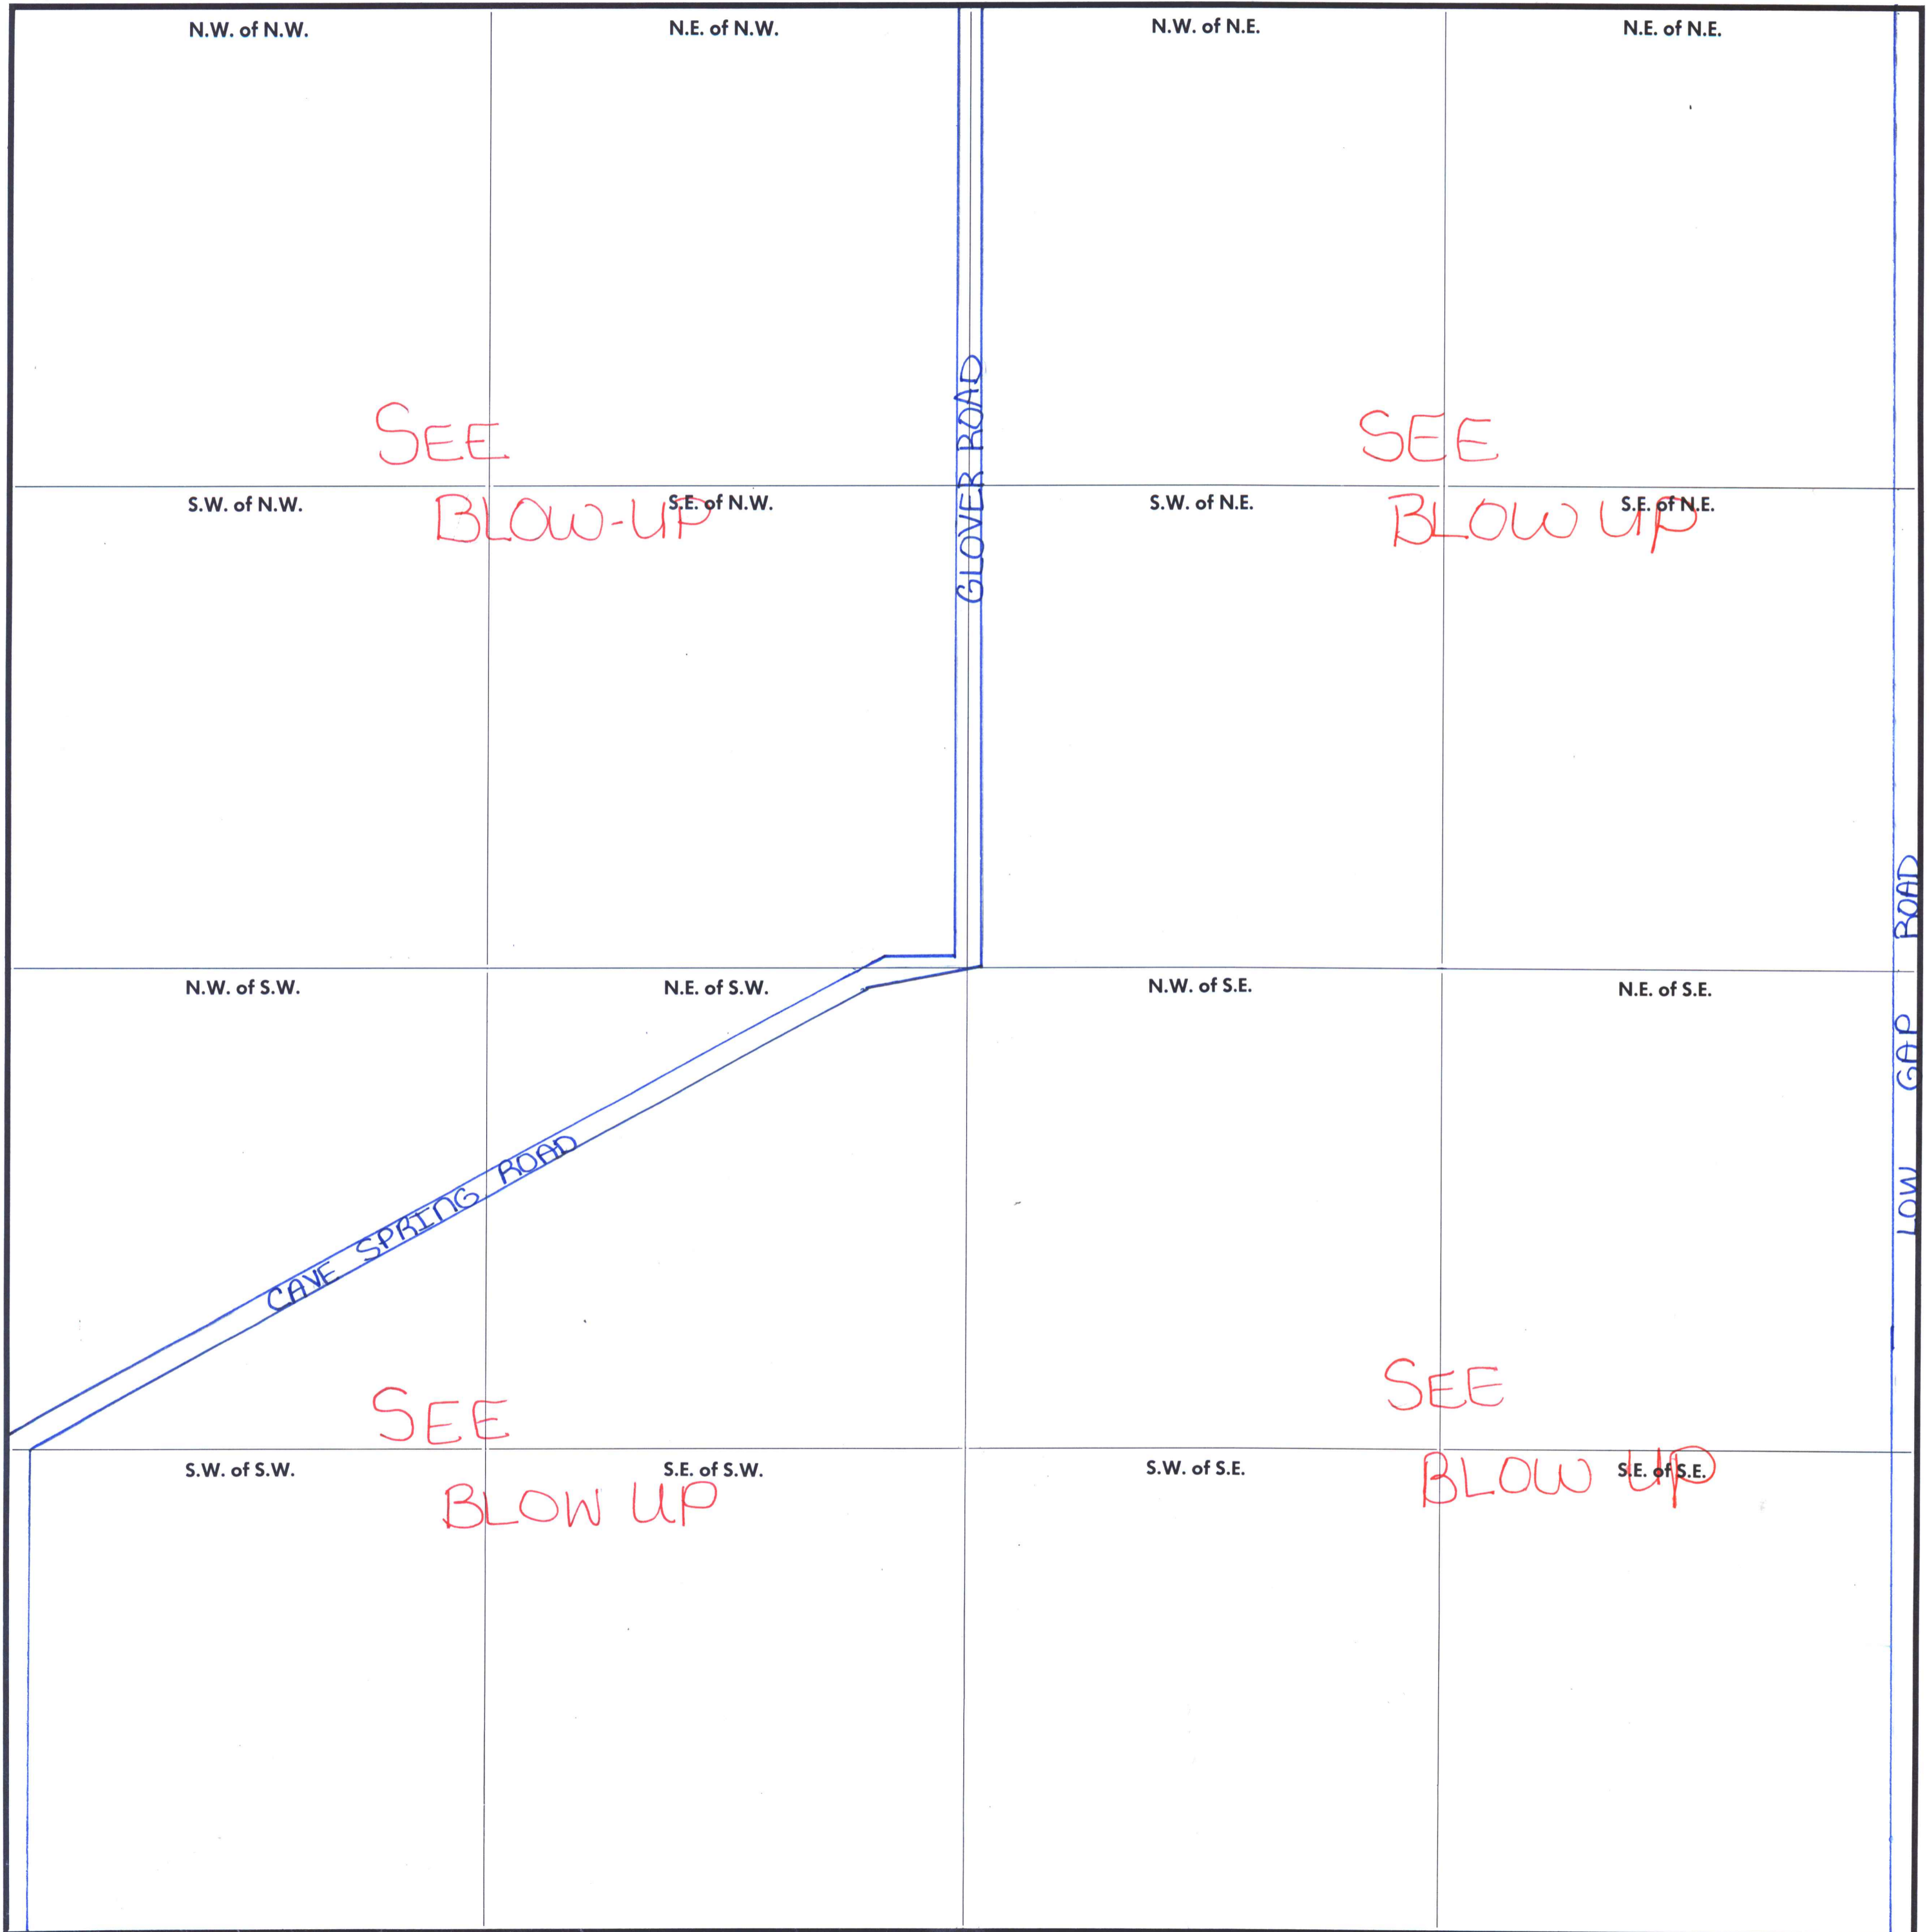 N.W. of N.W.
N.E. of N.W.
N.W. of N.E.
N.E. of N.E.
SEE
BLOW-UP
SEE
BLOW UP
GLOVER ROAD
S.W. of N.W.
S.E. of N.W.
S.W. of N.E.
S.E. of N.E.
LOW GAP ROAD
N.W. of S.W.
N.E. of S.W.
N.W. of S.E.
N.E. of S.E.
CAVE SPRING ROAD
SEE
BLOW UP
SEE
BLOW UP
S.W. of S.W.
S.E. of S.W.
S.W. of S.E.
S.E. of S.E.